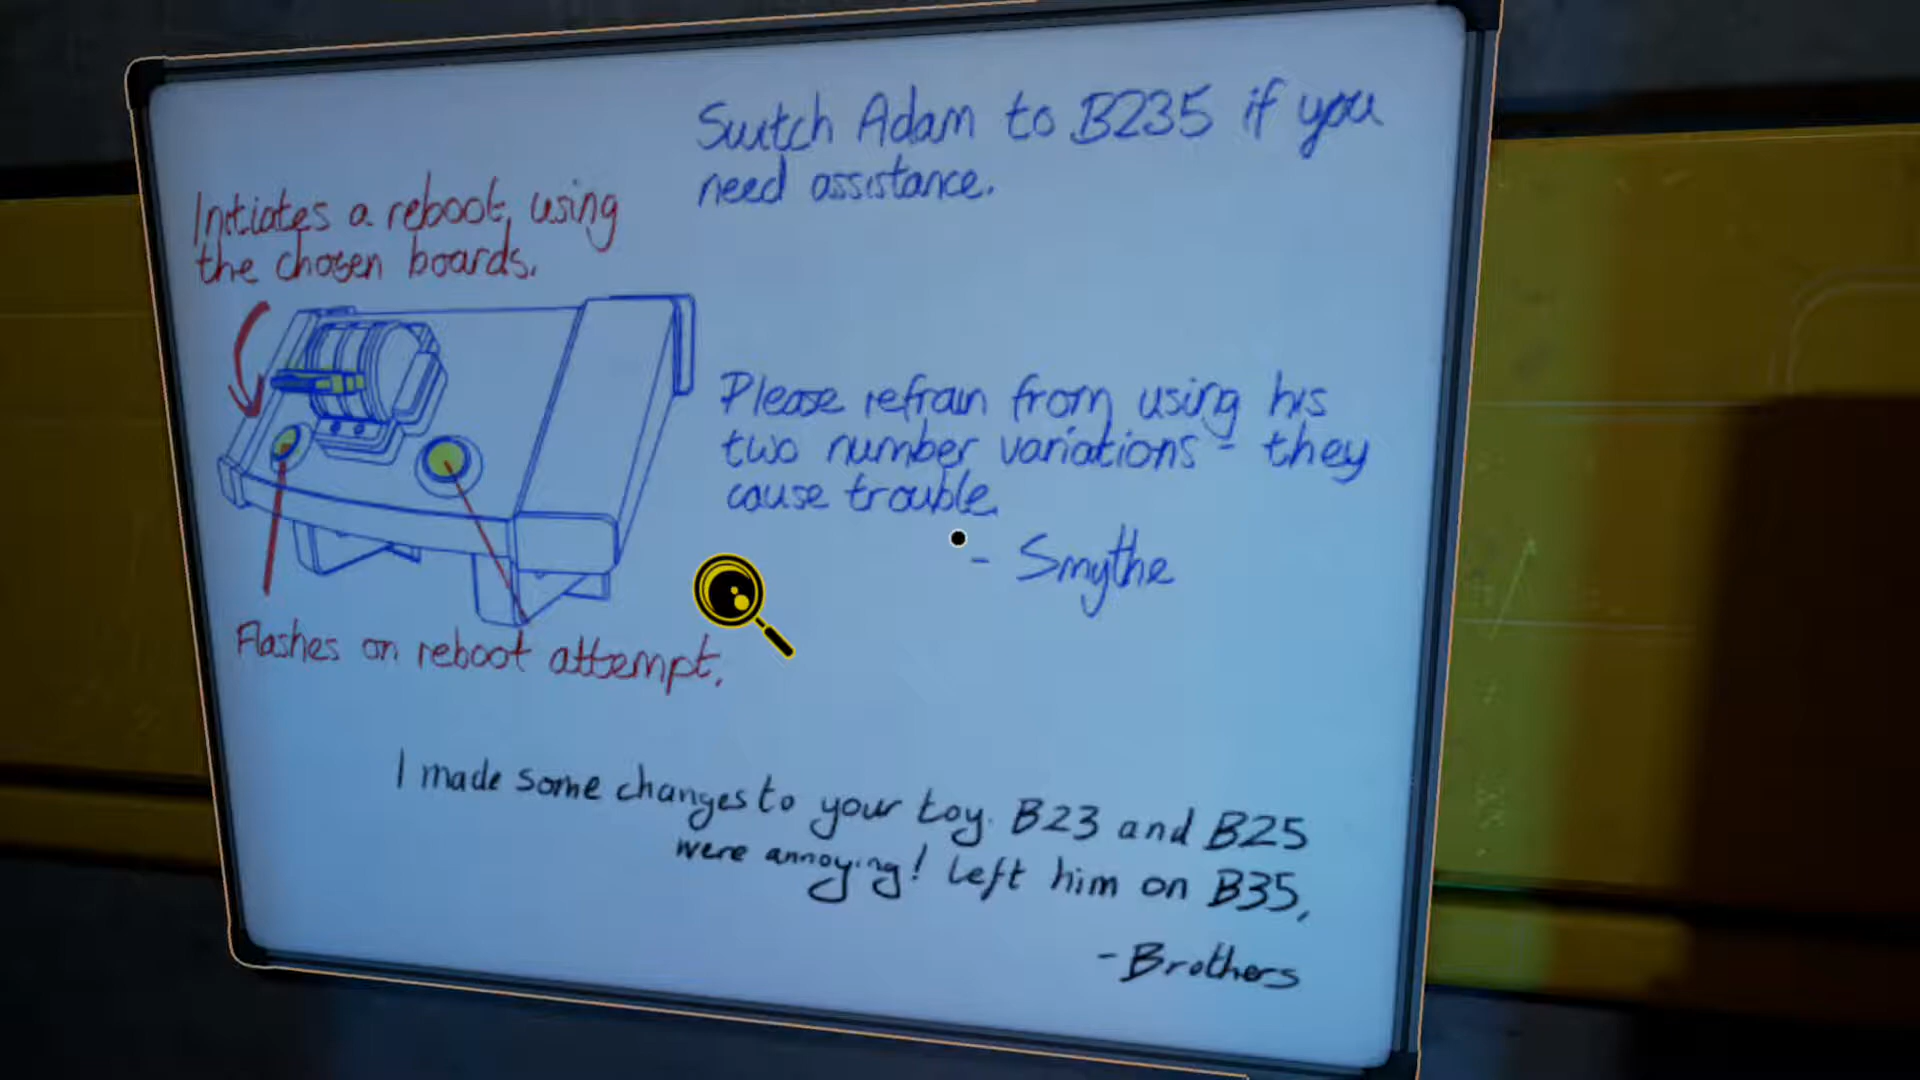 Switch Adam to B235 if you
need assistance.
Initiates a reboot, using
the chosen boards.
Please refrain from using his
two number variations - they
cause trouble.
- Smythe
Flashes on reboot attempt.
I made some changes to your toy. B23 and B25
were annoying! Left him on B35,
- Brothers